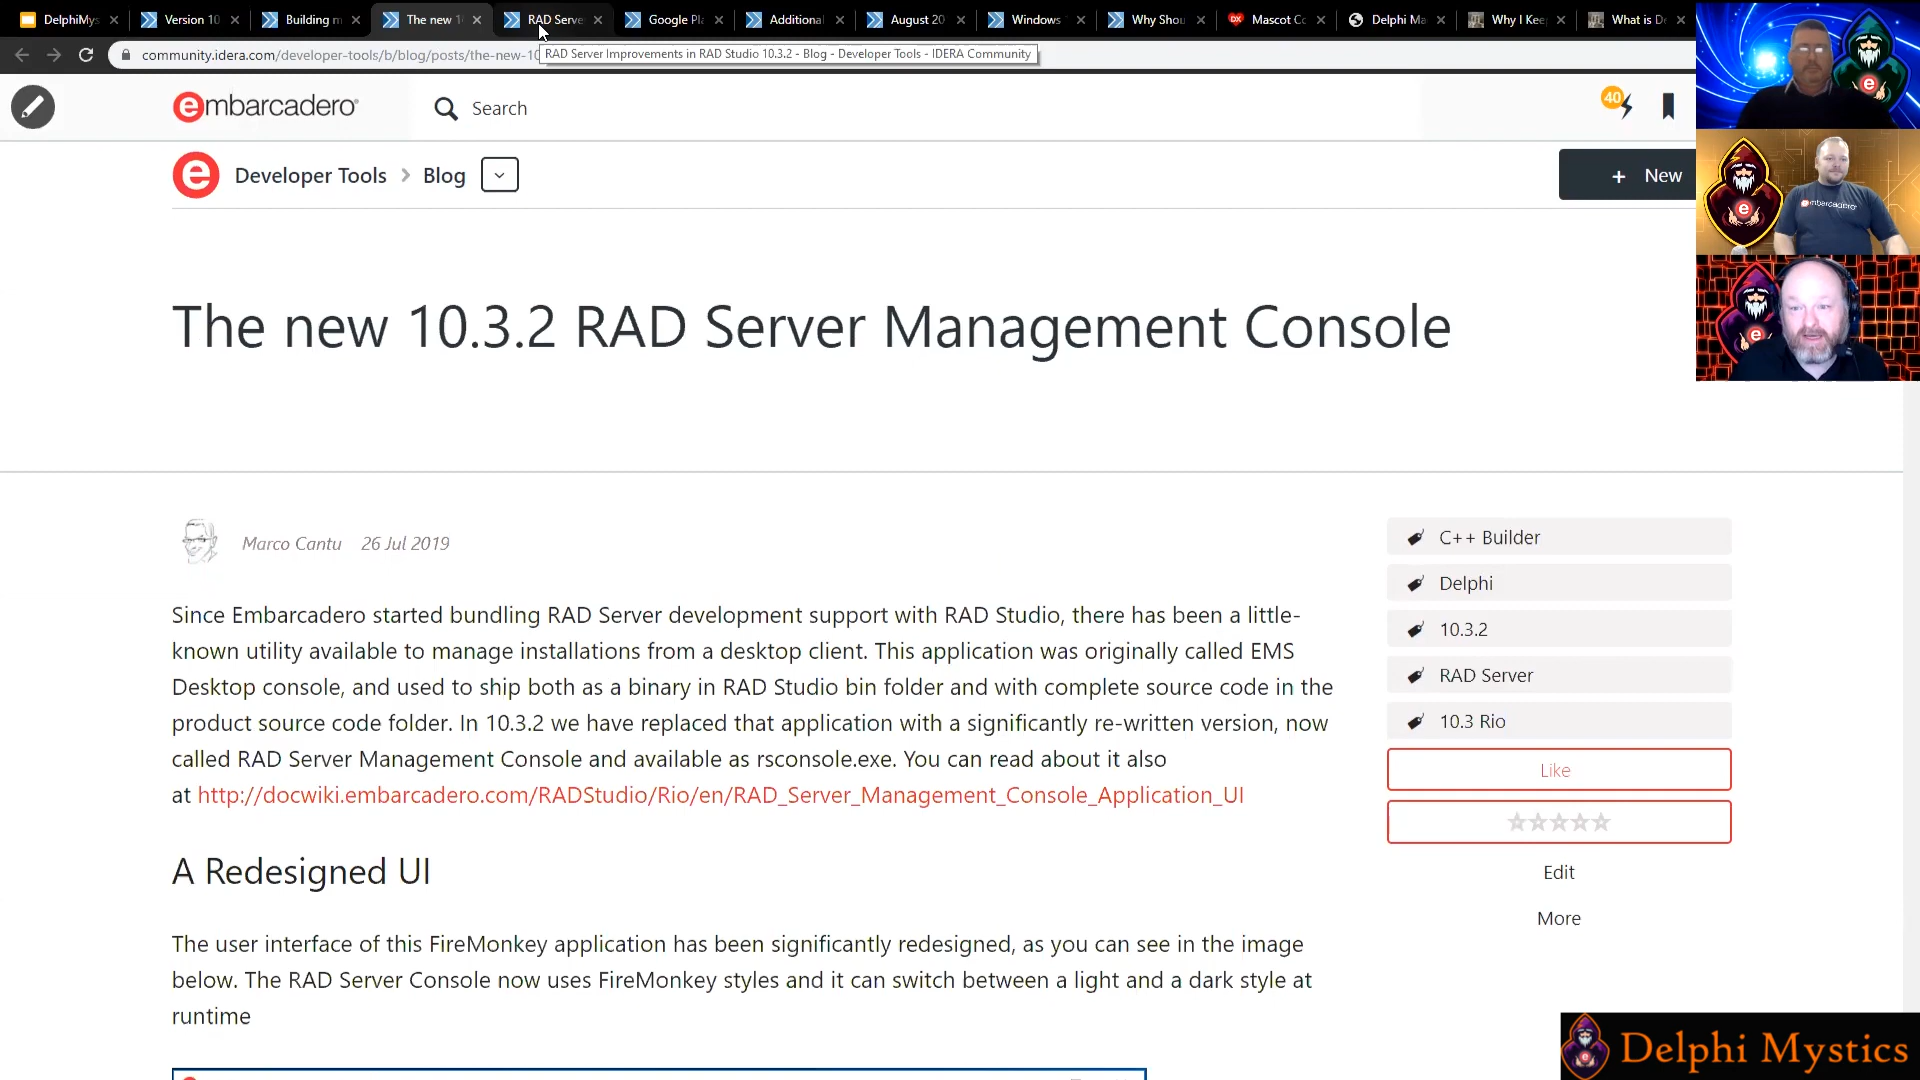 DelphiMys
Version 10
Building m
The new 1
RAD Serve
Google Pla
Additional
August 20
Windows
Why Shou
Mascot Co
Delphi Ma
Why I Kee
What is De
community.idera.com/developer-tools/b/blog/posts/the-new-10
RAD Server Improvements in RAD Studio 10.3.2 - Blog - Developer Tools - IDERA Community
embarcadero
Search
40
Developer Tools > Blog
+ New
The new 10.3.2 RAD Server Management Console
Marco Cantu 26 Jul 2019
Since Embarcadero started bundling RAD Server development support with RAD Studio, there has been a little-
known utility available to manage installations from a desktop client. This application was originally called EMS
Desktop console, and used to ship both as a binary in RAD Studio bin folder and with complete source code in the
product source code folder. In 10.3.2 we have replaced that application with a significantly re-written version, now
called RAD Server Management Console and available as rsconsole.exe. You can read about it also
at http://docwiki.embarcadero.com/RADStudio/Rio/en/RAD_Server_Management_Console_Application_UI
A Redesigned UI
The user interface of this FireMonkey application has been significantly redesigned, as you can see in the image
below. The RAD Server Console now uses FireMonkey styles and it can switch between a light and a dark style at
runtime
C++ Builder
Delphi
10.3.2
RAD Server
10.3 Rio
Like
Edit
More
embarcadero
Delphi Mystics